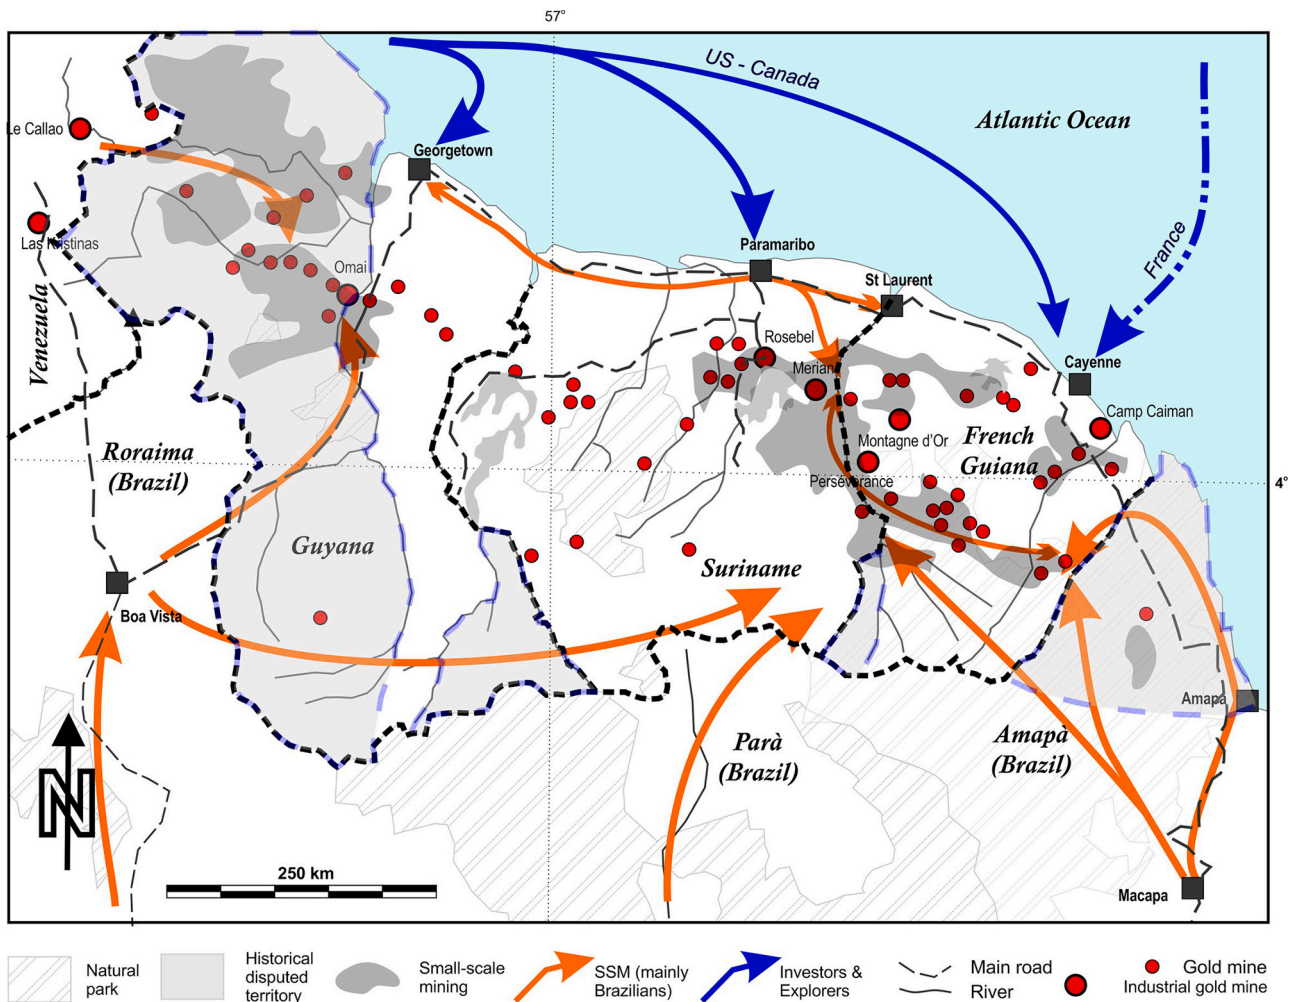 57°
US - Canada
Atlantic Ocean
Le Callao
Georgetown
France
Las Kristinas
Omai
Paramaribo
St Laurent
Venezuela
Rosebel
Merian
Cayenne
Camp Caiman
Montagne d'Or
French
Guiana
Roraima
(Brazil)
Persévérance
4°
Guyana
Suriname
Boa Vista
Amapa
Parà
(Brazil)
Amapà
(Brazil)
N
250 km
Macapa
Natural
park
Historical
disputed
territory
Small-scale
mining
SSM (mainly
Brazilians)
Investors &
Explorers
Main road
River
Gold mine
Industrial gold mine